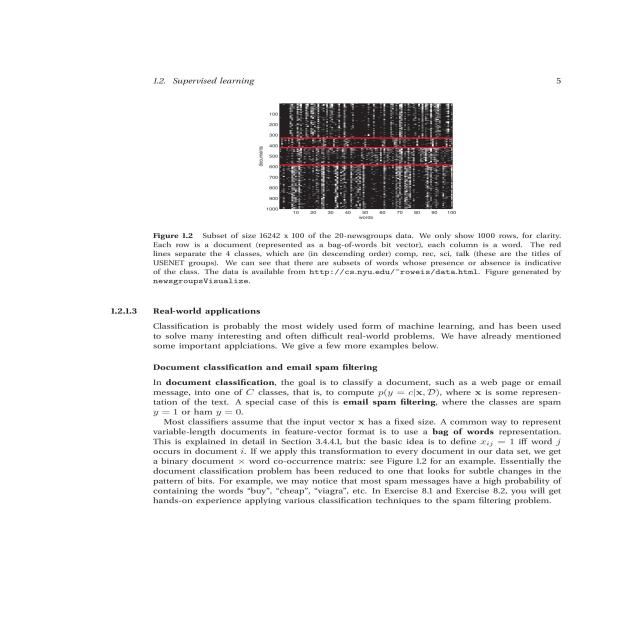 1.2. Supervised learning 5
100
200
300
400
500
600
700
800
900
1000
documents
10 20 30 40 50 60 70 80 90 100
words
Figure 1.2 Subset of size 16242 x 100 of the 20-newsgroups data. We only show 1000 rows, for clarity.
Each row is a document (represented as a bag-of-words bit vector), each column is a word. The red
lines separate the 4 classes, which are (in descending order) comp, rec, sci, talk (these are the titles of
USENET groups). We can see that there are subsets of words whose presence or absence is indicative
of the class. The data is available from http://cs.nyu.edu/~roweis/data.html. Figure generated by
newsgroupsVisualize.
1.2.1.3 Real-world applications
Classification is probably the most widely used form of machine learning, and has been used
to solve many interesting and often difficult real-world problems. We have already mentioned
some important applciations. We give a few more examples below.
Document classification and email spam filtering
In document classification, the goal is to classify a document, such as a web page or email
message, into one of C classes, that is, to compute p(y = c|x, D), where x is some represen-
tation of the text. A special case of this is email spam filtering, where the classes are spam
y = 1 or ham y = 0.
Most classifiers assume that the input vector x has a fixed size. A common way to represent
variable-length documents in feature-vector format is to use a bag of words representation.
This is explained in detail in Section 3.4.4.1, but the basic idea is to define xij = 1 iff word j
occurs in document i. If we apply this transformation to every document in our data set, we get
a binary document × word co-occurrence matrix: see Figure 1.2 for an example. Essentially the
document classification problem has been reduced to one that looks for subtle changes in the
pattern of bits. For example, we may notice that most spam messages have a high probability of
containing the words “buy”, “cheap”, “viagra”, etc. In Exercise 8.1 and Exercise 8.2, you will get
hands-on experience applying various classification techniques to the spam filtering problem.